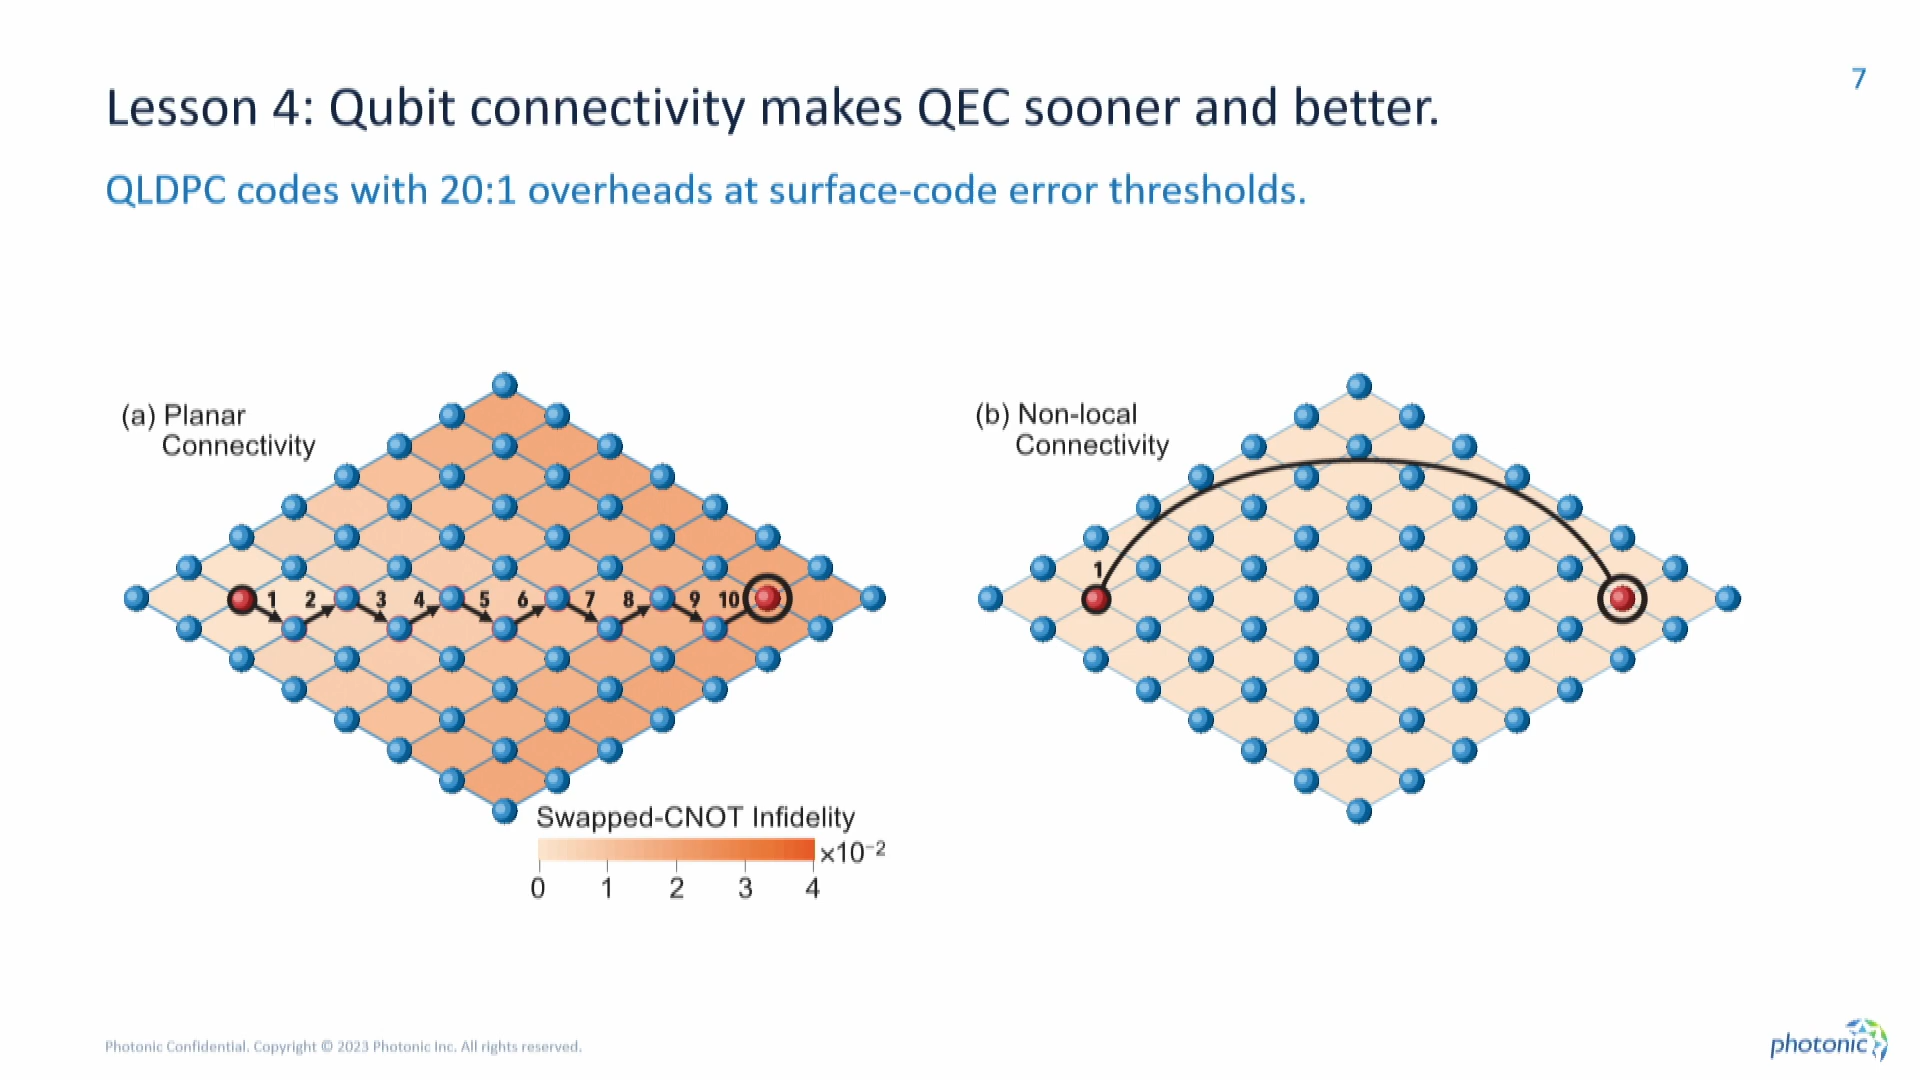 7
Lesson 4: Qubit connectivity makes QEC sooner and better.
QLDPC codes with 20:1 overheads at surface-code error thresholds.
(a) Planar
Connectivity
1 2 3 4 5 6 7 8 9 10
Swapped-CNOT Infidelity
×10⁻²
0 1 2 3 4
(b) Non-local
Connectivity
1
Photonic Confidential. Copyright © 2023 Photonic Inc. All rights reserved.
photonic